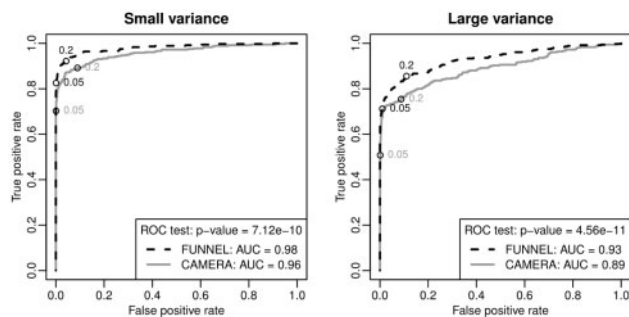 Small variance
True positive rate
1.0
0.8
0.6
0.4
0.2
0.0
0.2
0.2
0.05
0.05
ROC test: p-value = 7.12e-10
FUNNEL: AUC = 0.98
CAMERA: AUC = 0.96
0.0 0.2 0.4 0.6 0.8 1.0
False positive rate
Large variance
True positive rate
1.0
0.8
0.6
0.4
0.2
0.0
0.2
0.2
0.05
0.05
ROC test: p-value = 4.56e-11
FUNNEL: AUC = 0.93
CAMERA: AUC = 0.89
0.0 0.2 0.4 0.6 0.8 1.0
False positive rate